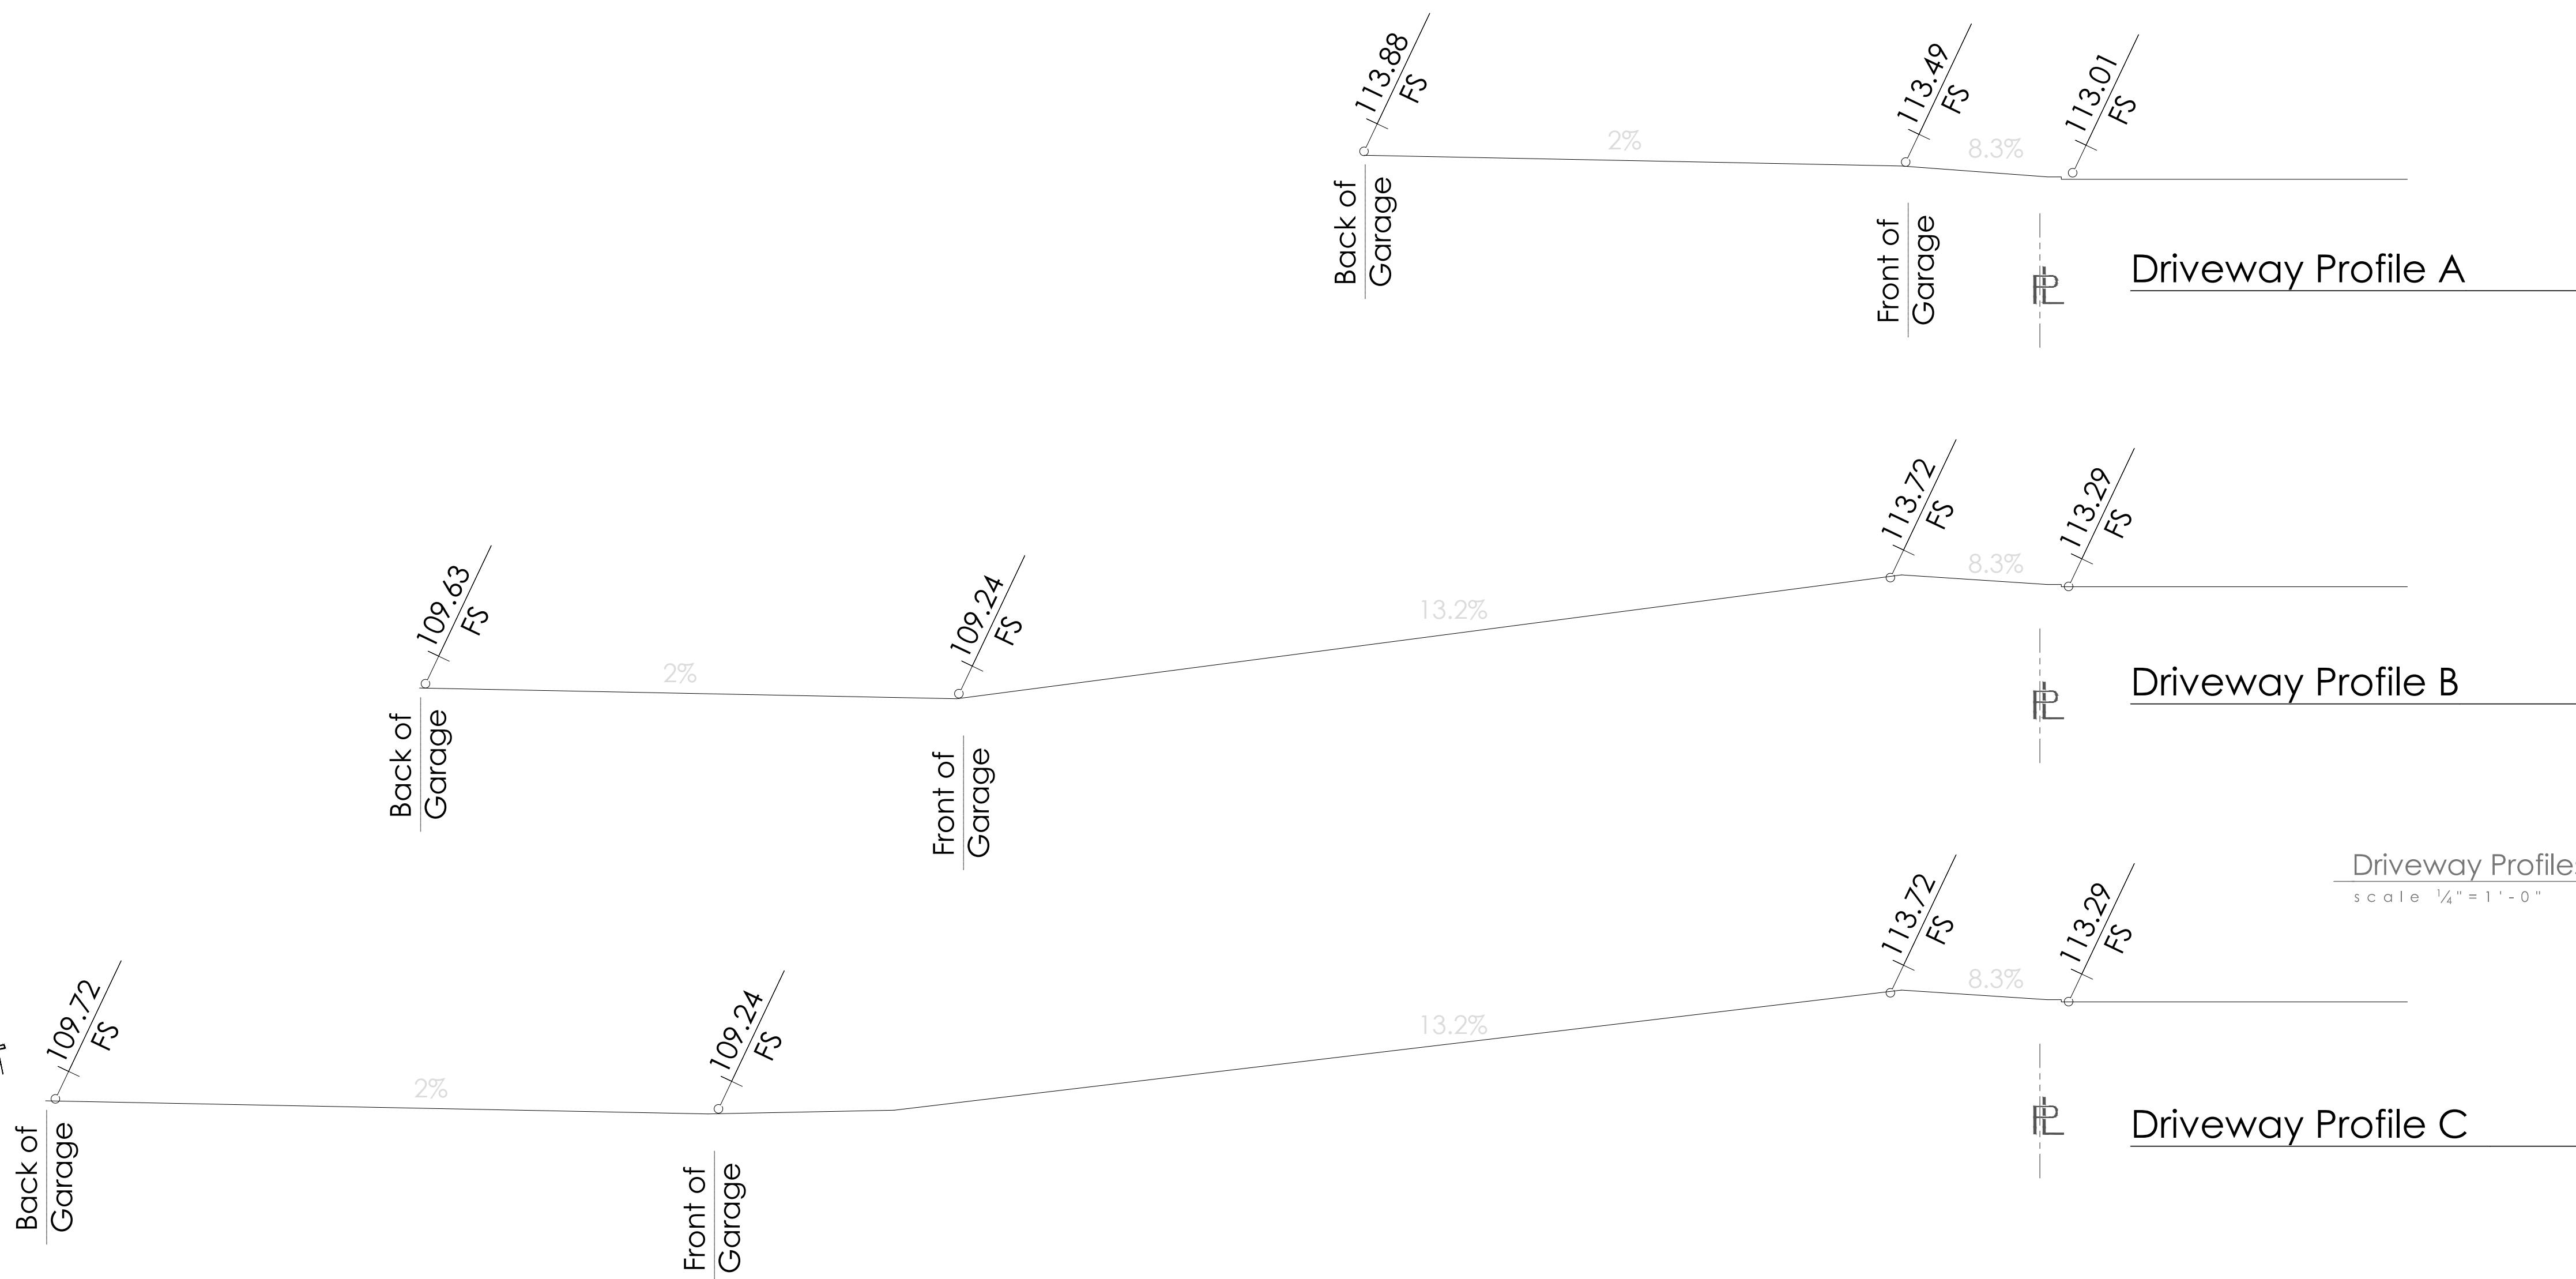 113.88
FS
113.49
FS
113.01
FS
2%
8.3%
Back of
Garage
Front of
Garage
PL
Driveway Profile A
109.63
FS
109.24
FS
113.72
FS
113.29
FS
2%
13.2%
8.3%
Back of
Garage
Front of
Garage
PL
Driveway Profile B
Driveway Profile
scale ¼"=1'-0"
109.72
FS
109.24
FS
113.72
FS
113.29
FS
2%
13.2%
8.3%
Back of
Garage
Front of
Garage
PL
Driveway Profile C